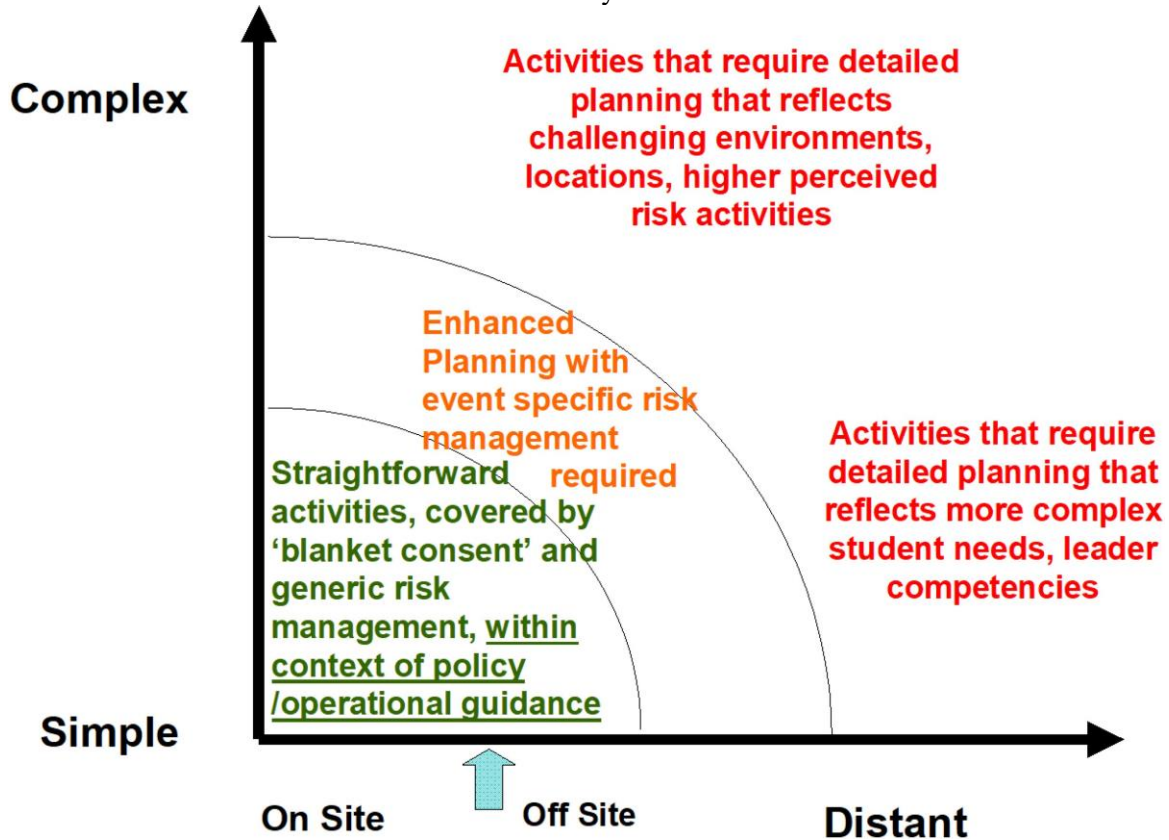 Complex
Activities that require detailed
planning that reflects
challenging environments,
locations, higher perceived
risk activities
Enhanced
Planning with
event specific risk
management
required
Straightforward
activities, covered by
‘blanket consent’ and
generic risk
management, within
context of policy
/operational guidance
Activities that require
detailed planning that
reflects more complex
student needs, leader
competencies
Simple
On Site
Off Site
Distant